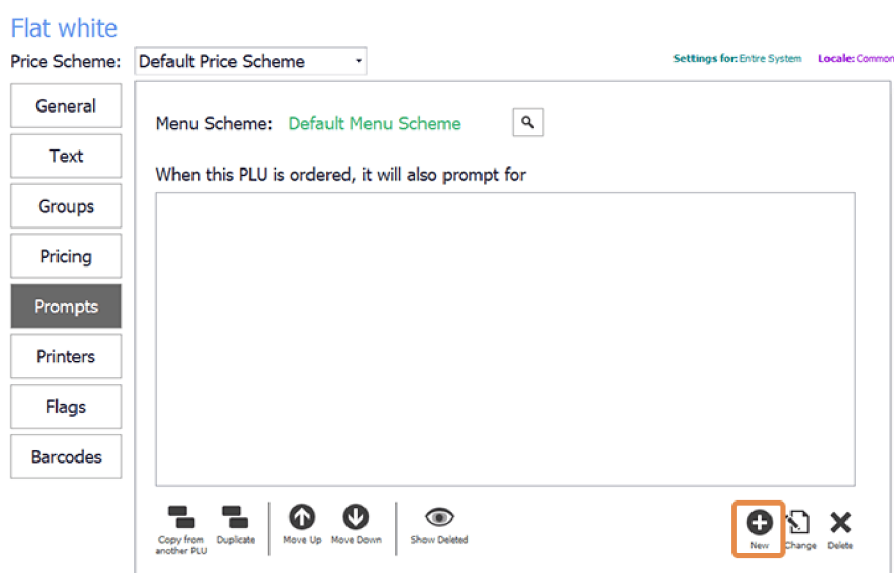 Flat white
Price Scheme: Default Price Scheme
Settings for: Entire System Locale: Common
General
Text
Groups
Pricing
Prompts
Printers
Flags
Barcodes
Menu Scheme: Default Menu Scheme
When this PLU is ordered, it will also prompt for
Copy from another PLU
Duplicate
Move Up
Move Down
Show Deleted
New
Change
Delete